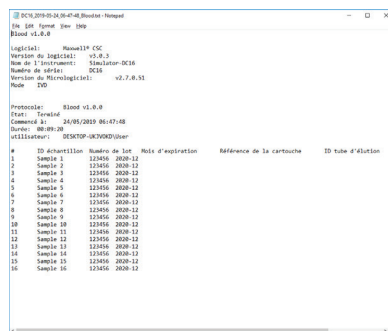 DC16_2019-05-24_06-47-48_Blood.txt - Notepad
File Edit Format View Help
Blood v1.0.0
Logiciel: Maxwell® CSC
Version du logiciel: v3.0.3
Nom de l'instrument: Simulator-DC16
Numéro de série: DC16
Version du Micrologiciel: v2.7.0.51
Mode IVD
Protocole: Blood v1.0.0
Etat: Terminé
Commencé à: 24/05/2019 06:47:48
Durée: 00:09:20
utilisateur: DESKTOP-UKJVOKD\User
# ID échantillon Numéro de lot Mois d'expiration Référence de la cartouche ID tube d'élution
1 Sample 1 123456 2020-12
2 Sample 2 123456 2020-12
3 Sample 3 123456 2020-12
4 Sample 4 123456 2020-12
5 Sample 5 123456 2020-12
6 Sample 6 123456 2020-12
7 Sample 7 123456 2020-12
8 Sample 8 123456 2020-12
9 Sample 9 123456 2020-12
10 Sample 10 123456 2020-12
11 Sample 11 123456 2020-12
12 Sample 12 123456 2020-12
13 Sample 13 123456 2020-12
14 Sample 14 123456 2020-12
15 Sample 15 123456 2020-12
16 Sample 16 123456 2020-12